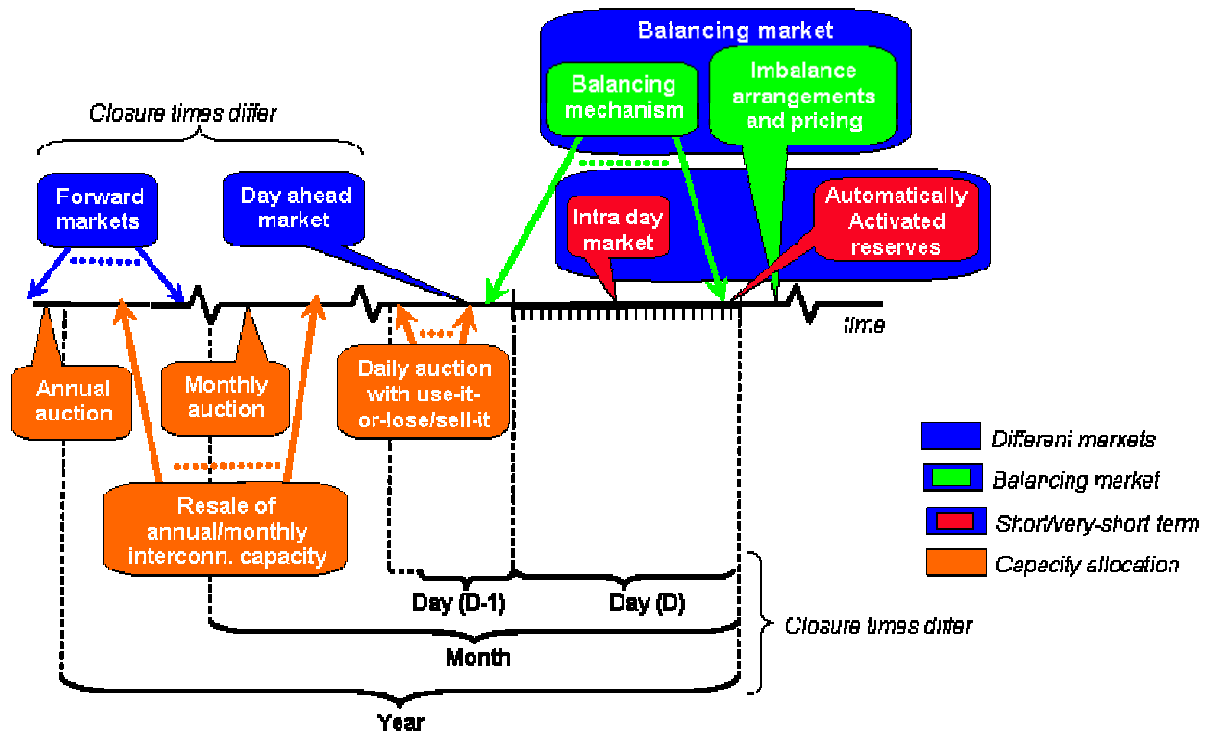 Balancing market
Balancing
mechanism
Imbalance
arrangements
and pricing
Closure times differ
Forward
markets
Day ahead
market
Intra day
market
Automatically
Activated
reserves
time
Annual
auction
Monthly
auction
Daily auction
with use-it-
or-lose/sell-it
Resale of
annual/monthly
interconn. capacity
Different markets
Balancing market
Short/very-short term
Capacity allocation
Day (D-1)
Day (D)
Closure times differ
Month
Year